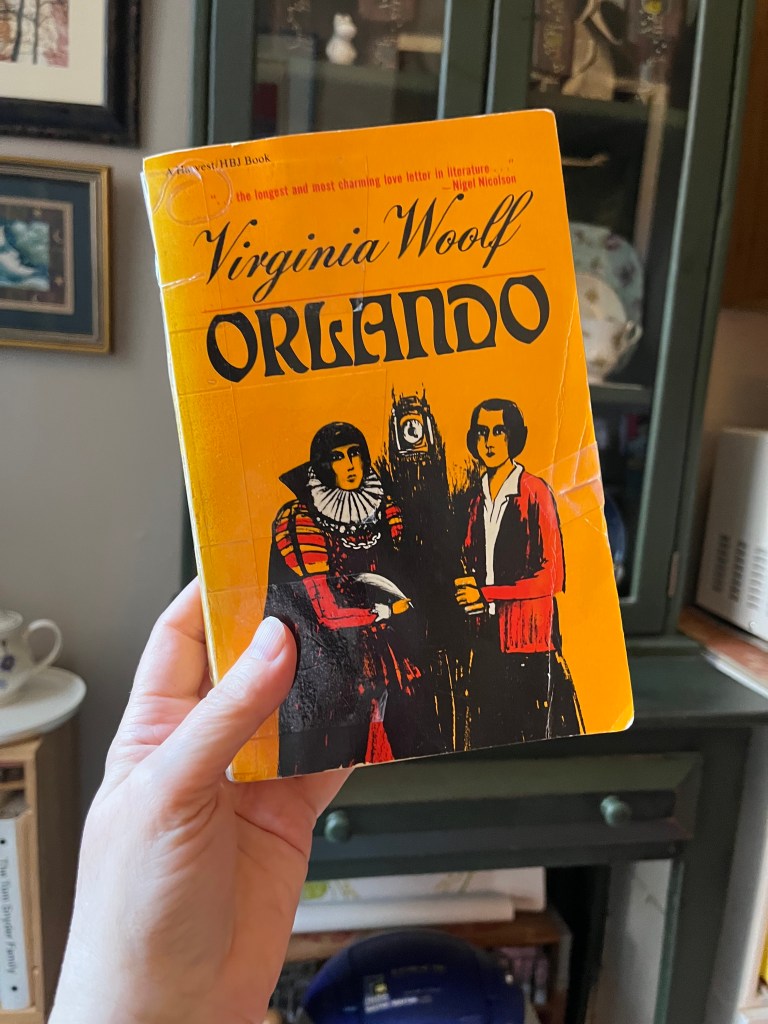 A Harvest/HBJ Book
"the longest and most charming love letter in literature. . . ."
—Nigel Nicolson
Virginia Woolf
ORLANDO